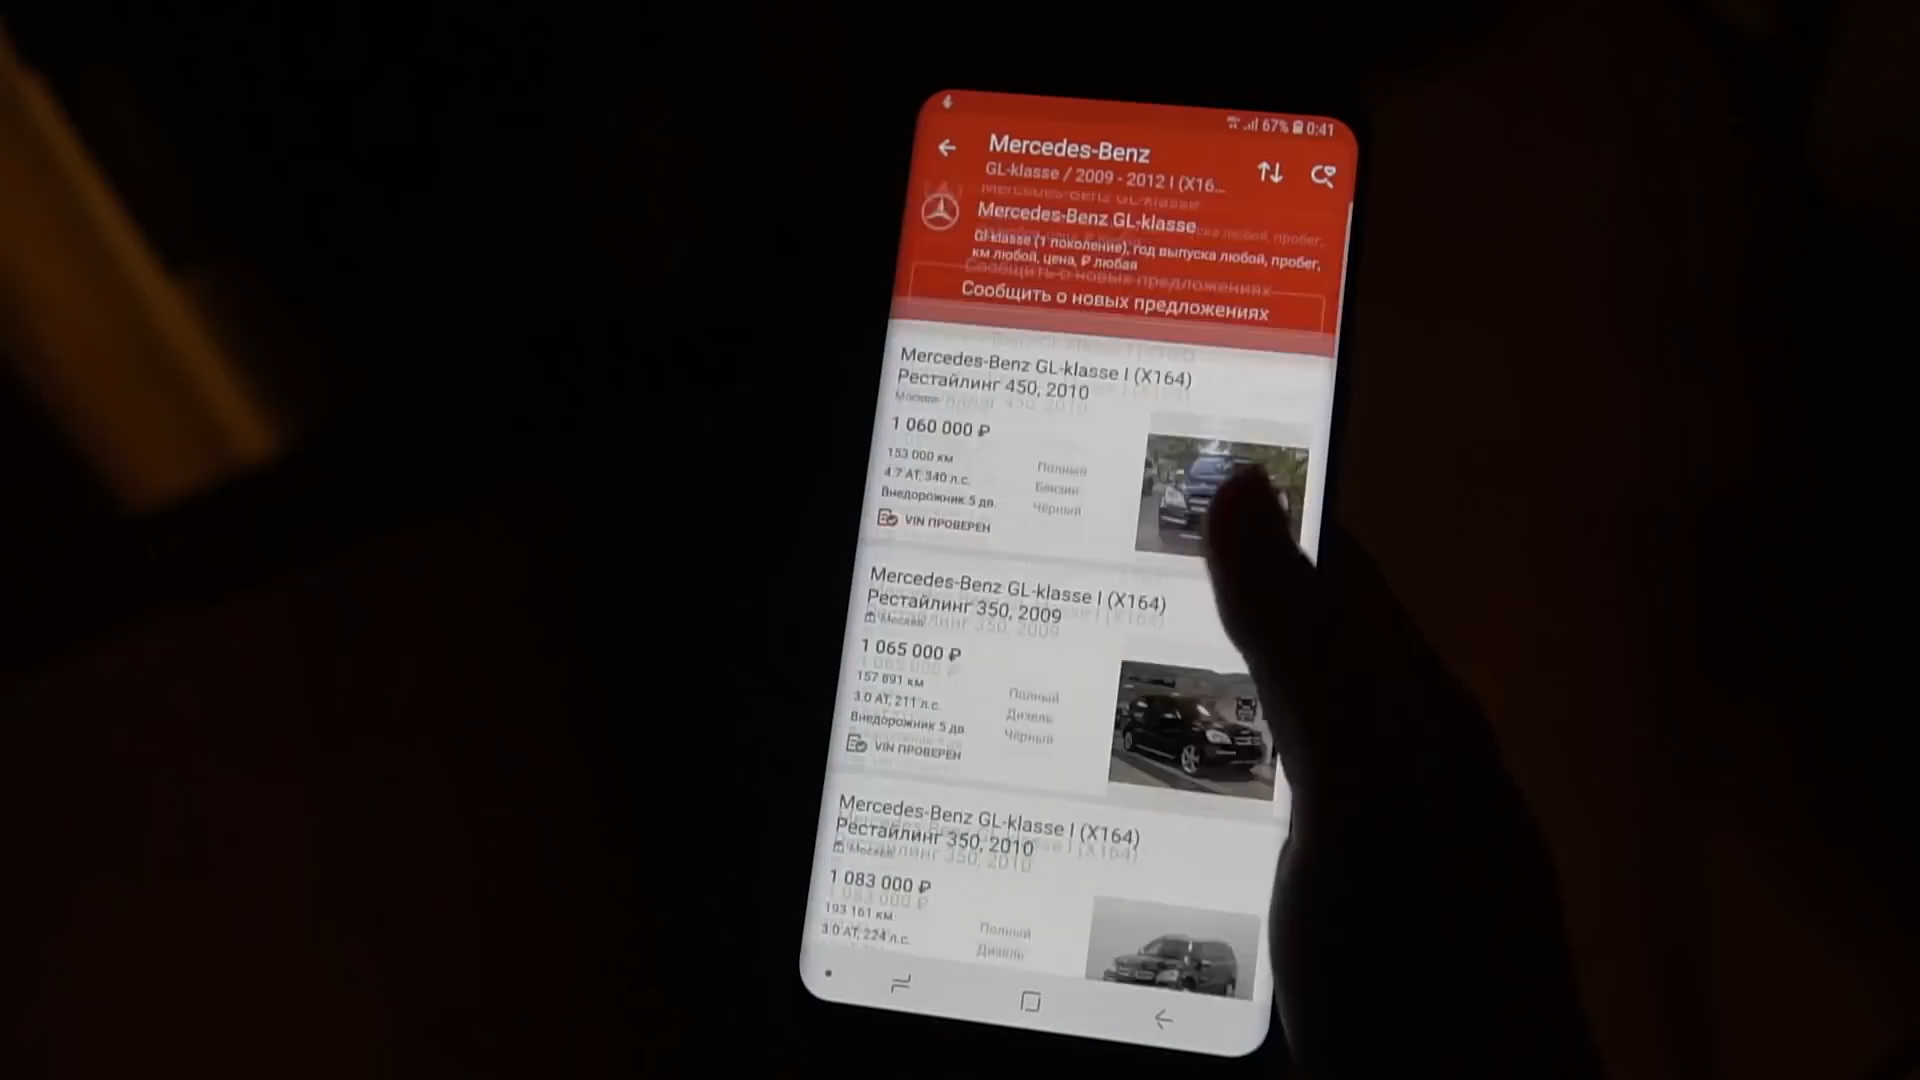 67% 0:41
Mercedes-Benz
GL-klasse / 2009 - 2012 I (X16...
Mercedes-Benz GL-klasse
Gl-klasse (1 поколение), год выпуска любой, пробег,
км любой, цена, ₽ любая
Сообщить о новых предложениях
Mercedes-Benz GL-klasse I (X164)
Рестайлинг 450, 2010
Москва
1 060 000 ₽
153 000 км
Полный
4.7 AT, 340 л.с.
Бензин
Внедорожник 5 дв.
Чёрный
VIN ПРОВЕРЕН
Mercedes-Benz GL-klasse I (X164)
Рестайлинг 350, 2009
Москва
1 065 000 ₽
157 891 км
Полный
3.0 AT, 211 л.с.
Дизель
Внедорожник 5 дв.
Чёрный
VIN ПРОВЕРЕН
Mercedes-Benz GL-klasse I (X164)
Рестайлинг 350, 2010
Москва
1 083 000 ₽
193 161 км
Полный
3.0 AT, 224 л.с.
Дизель